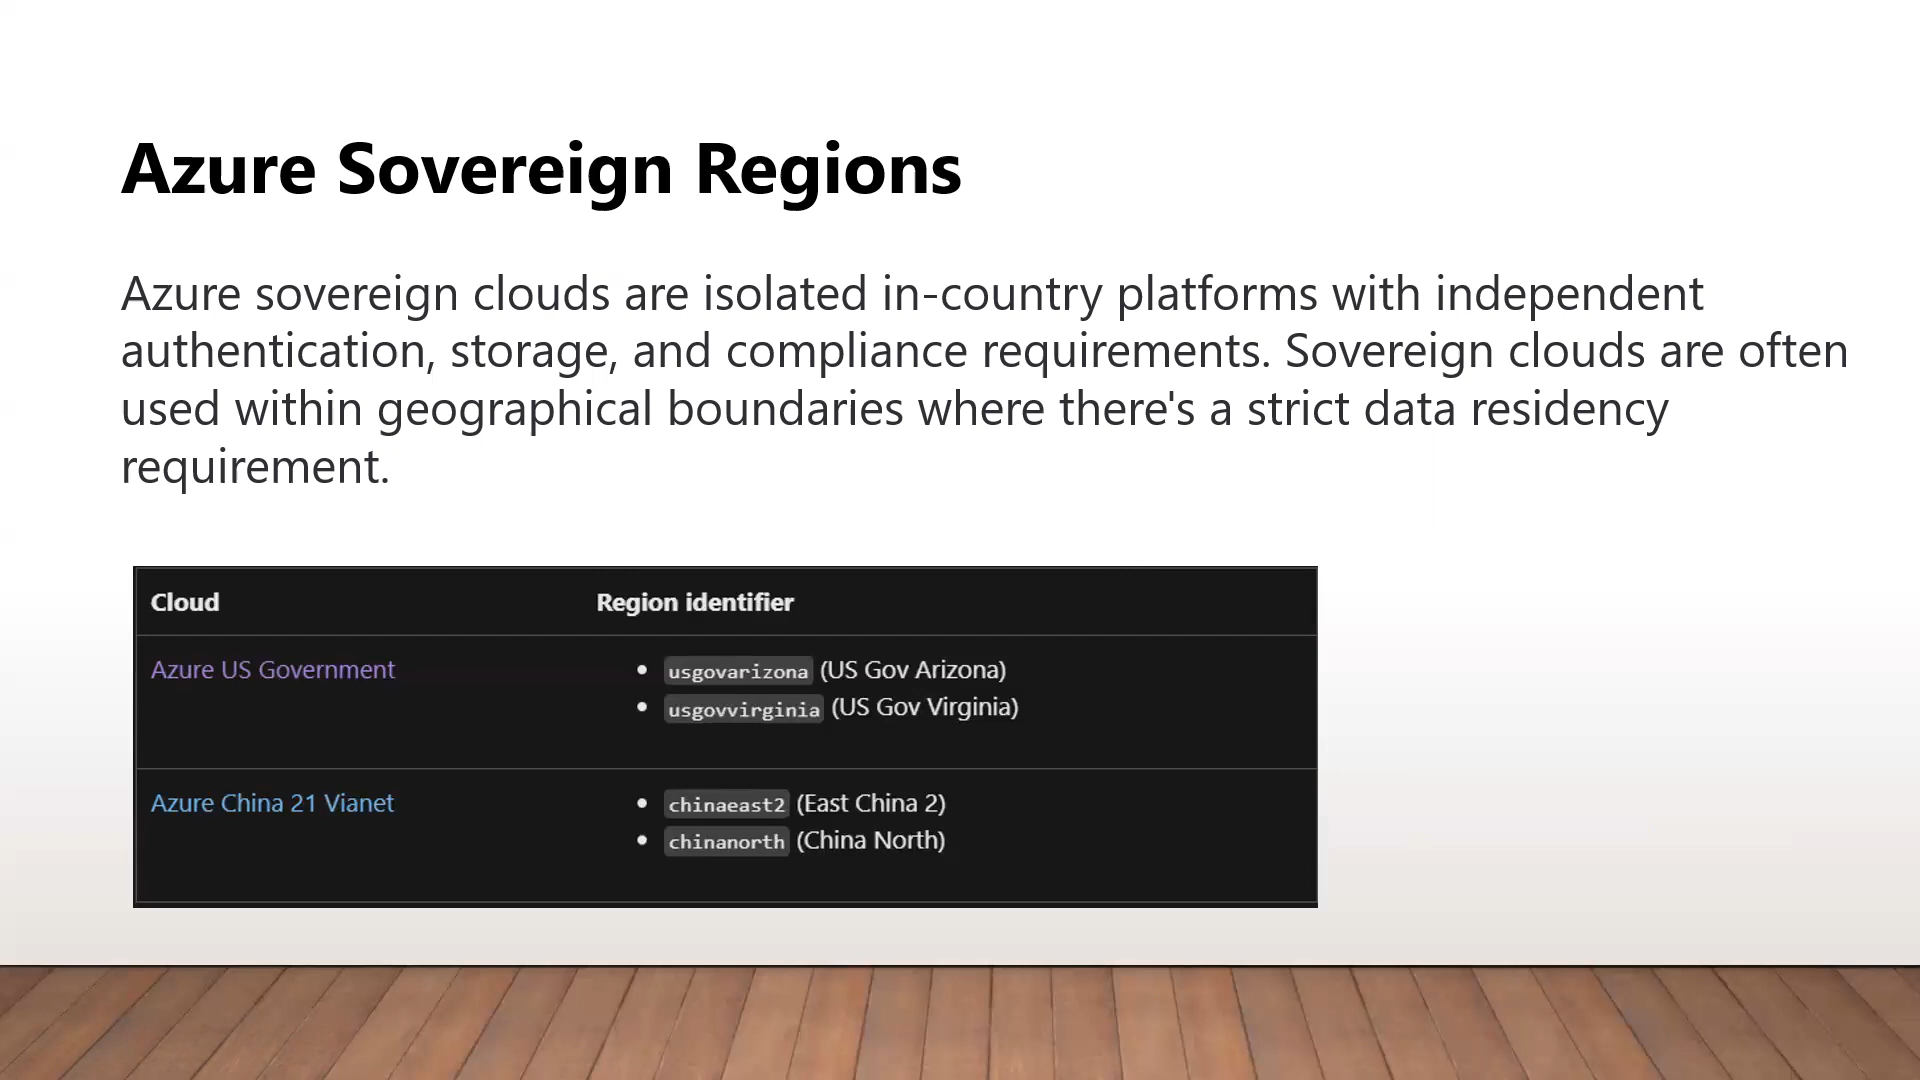 Azure Sovereign Regions
Azure sovereign clouds are isolated in-country platforms with independent
authentication, storage, and compliance requirements. Sovereign clouds are often
used within geographical boundaries where there's a strict data residency
requirement.
Cloud Region identifier
Azure US Government
• usgovarizona (US Gov Arizona)
• usgovvirginia (US Gov Virginia)
Azure China 21 Vianet
• chinaeast2 (East China 2)
• chinanorth (China North)